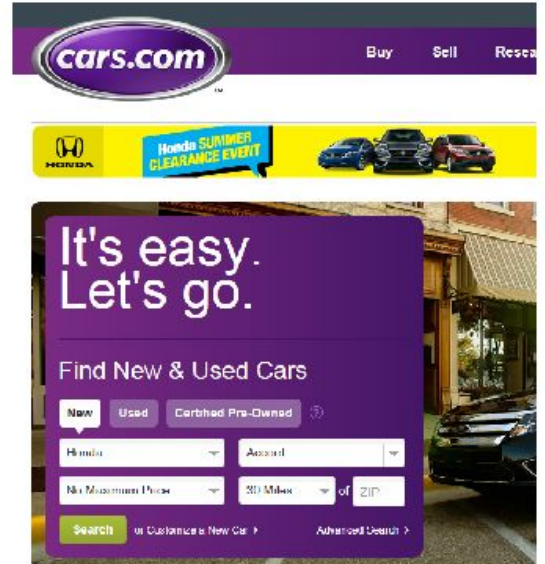 cars.com
™
Buy Sell Resea
HONDA
Honda SUMMER
CLEARANCE EVENT
It's easy.
Let's go.
Find New & Used Cars
New Used Certified Pre-Owned ?
Honda Accord
No Maximum Price 30 Miles of ZIP
Search or Customize a New Car Advanced Search